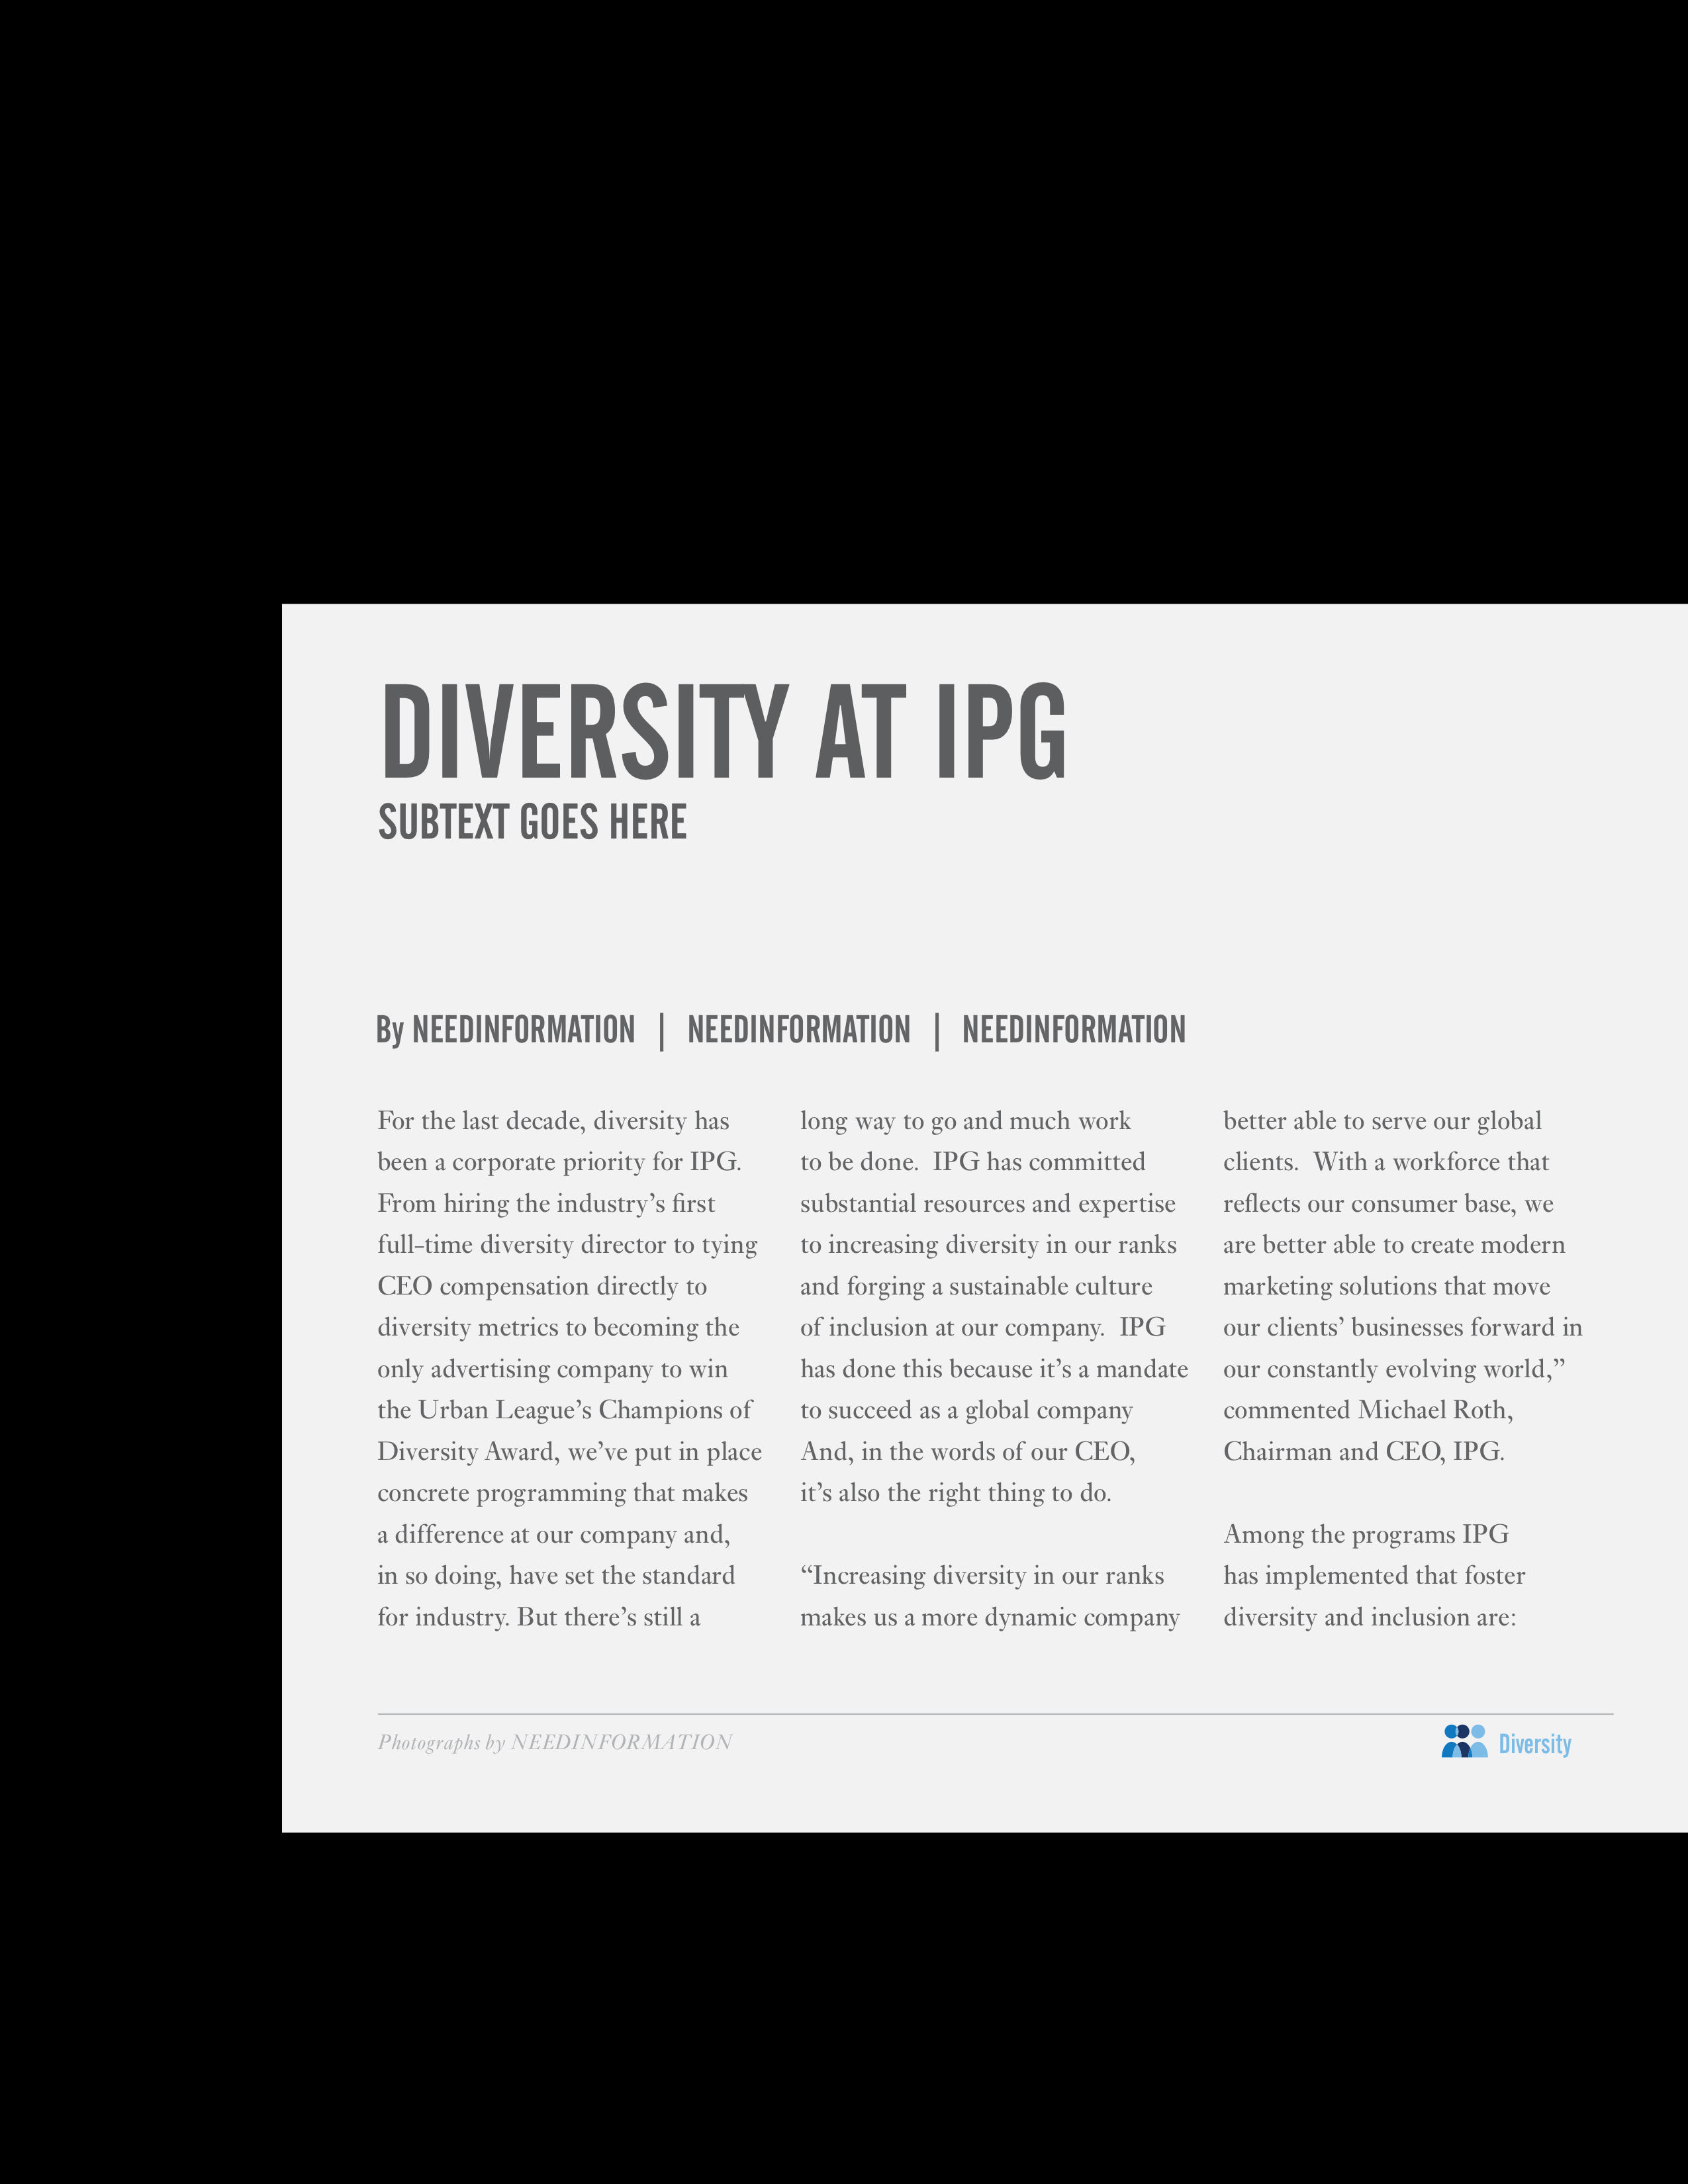 DIVERSITY AT IPG
SUBTEXT GOES HERE
By NEEDINFORMATION | NEEDINFORMATION | NEEDINFORMATION
For the last decade, diversity has
been a corporate priority for IPG.
From hiring the industry’s first
full-time diversity director to tying
CEO compensation directly to
diversity metrics to becoming the
only advertising company to win
the Urban League’s Champions of
Diversity Award, we’ve put in place
concrete programming that makes
a difference at our company and,
in so doing, have set the standard
for industry. But there’s still a
long way to go and much work
to be done.  IPG has committed
substantial resources and expertise
to increasing diversity in our ranks
and forging a sustainable culture
of inclusion at our company.  IPG
has done this because it’s a mandate
to succeed as a global company
And, in the words of our CEO,
it’s also the right thing to do.
“Increasing diversity in our ranks
makes us a more dynamic company
better able to serve our global
clients.  With a workforce that
reflects our consumer base, we
are better able to create modern
marketing solutions that move
our clients’ businesses forward in
our constantly evolving world,”
commented Michael Roth,
Chairman and CEO, IPG.
Among the programs IPG
has implemented that foster
diversity and inclusion are:
Photographs by NEEDINFORMATION
Diversity